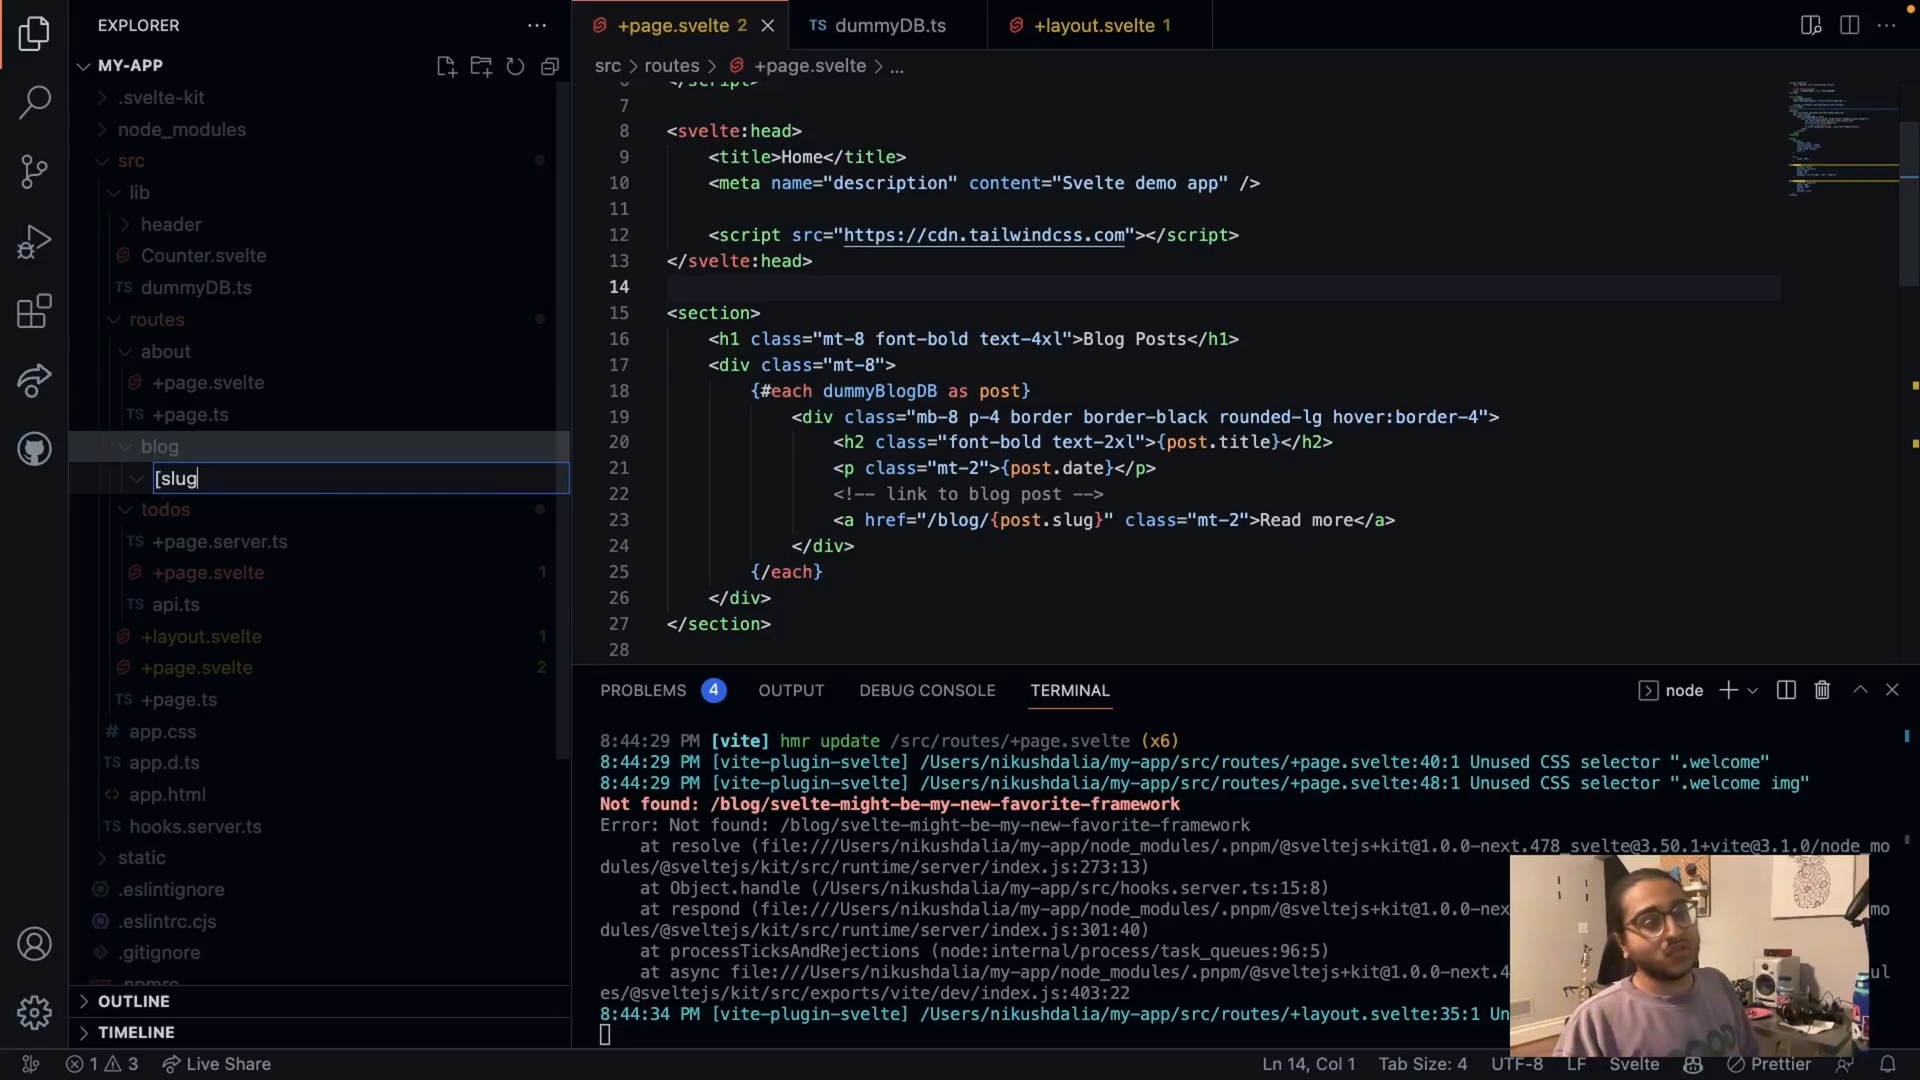 EXPLORER
MY-APP
.svelte-kit
node_modules
src
lib
header
Counter.svelte
TS dummyDB.ts
routes
about
+page.svelte
TS +page.ts
blog
[slug
todos
TS +page.server.ts
+page.svelte 1
TS api.ts
+layout.svelte 1
+page.svelte 2
TS +page.ts
# app.css
TS app.d.ts
<> app.html
TS hooks.server.ts
static
.eslintignore
.eslintrc.cjs
.gitignore
OUTLINE
TIMELINE
+page.svelte 2
TS dummyDB.ts
+layout.svelte 1
src > routes > +page.svelte > ...
6 </script>
7
8 <svelte:head>
9 <title>Home</title>
10 <meta name="description" content="Svelte demo app" />
11
12 <script src="https://cdn.tailwindcss.com"></script>
13 </svelte:head>
14
15 <section>
16 <h1 class="mt-8 font-bold text-4xl">Blog Posts</h1>
17 <div class="mt-8">
18 {#each dummyBlogDB as post}
19 <div class="mb-8 p-4 border border-black rounded-lg hover:border-4">
20 <h2 class="font-bold text-2xl">{post.title}</h2>
21 <p class="mt-2">{post.date}</p>
22 <!-- link to blog post -->
23 <a href="/blog/{post.slug}" class="mt-2">Read more</a>
24 </div>
25 {/each}
26 </div>
27 </section>
28
PROBLEMS 4 OUTPUT DEBUG CONSOLE TERMINAL node
8:44:29 PM [vite] hmr update /src/routes/+page.svelte (x6)
8:44:29 PM [vite-plugin-svelte] /Users/nikushdalia/my-app/src/routes/+page.svelte:40:1 Unused CSS selector ".welcome"
8:44:29 PM [vite-plugin-svelte] /Users/nikushdalia/my-app/src/routes/+page.svelte:48:1 Unused CSS selector ".welcome img"
Not found: /blog/svelte-might-be-my-new-favorite-framework
Error: Not found: /blog/svelte-might-be-my-new-favorite-framework
at resolve (file:///Users/nikushdalia/my-app/node_modules/.pnpm/@sveltejs+kit@1.0.0-next.478_svelte@3.50.1+vite@3.1.0/node_mo
dules/@sveltejs/kit/src/runtime/server/index.js:273:13)
at Object.handle (/Users/nikushdalia/my-app/src/hooks.server.ts:15:8)
at respond (file:///Users/nikushdalia/my-app/node_modules/.pnpm/@sveltejs+kit@1.0.0-nex mo
dules/@sveltejs/kit/src/runtime/server/index.js:301:40)
at processTicksAndRejections (node:internal/process/task_queues:96:5)
at async file:///Users/nikushdalia/my-app/node_modules/.pnpm/@sveltejs+kit@1.0.0-next.4 ul
es/@sveltejs/kit/src/exports/vite/dev/index.js:403:22
8:44:34 PM [vite-plugin-svelte] /Users/nikushdalia/my-app/src/routes/+layout.svelte:35:1 Un
1 3 Live Share Ln 14, Col 1 Tab Size: 4 UTF-8 LF Svelte Prettier